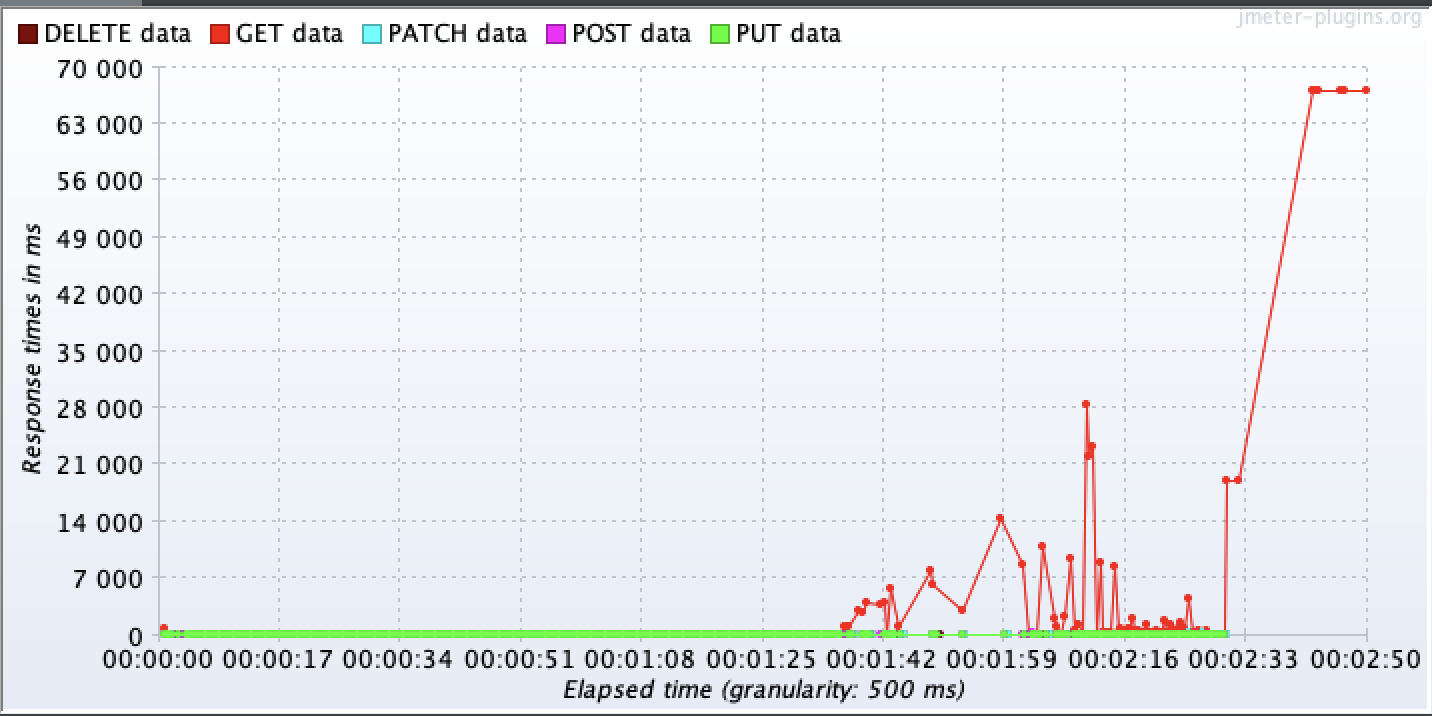 jmeter-plugins.org
DELETE data GET data PATCH data POST data PUT data
70 000
63 000
56 000
49 000
42 000
35 000
28 000
21 000
14 000
7 000
0
Response times in ms
00:00:00 00:00:17 00:00:34 00:00:51 00:01:08 00:01:25 00:01:42 00:01:59 00:02:16 00:02:33 00:02:50
Elapsed time (granularity: 500 ms)